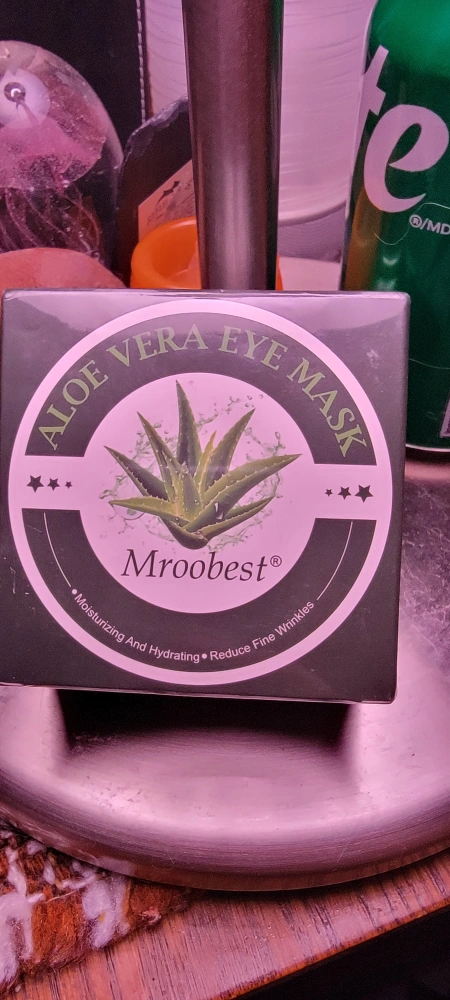 te
®/MD
ALOE VERA EYE MASK
Mroobest®
•Moisturizing And Hydrating•Reduce Fine Wrinkles